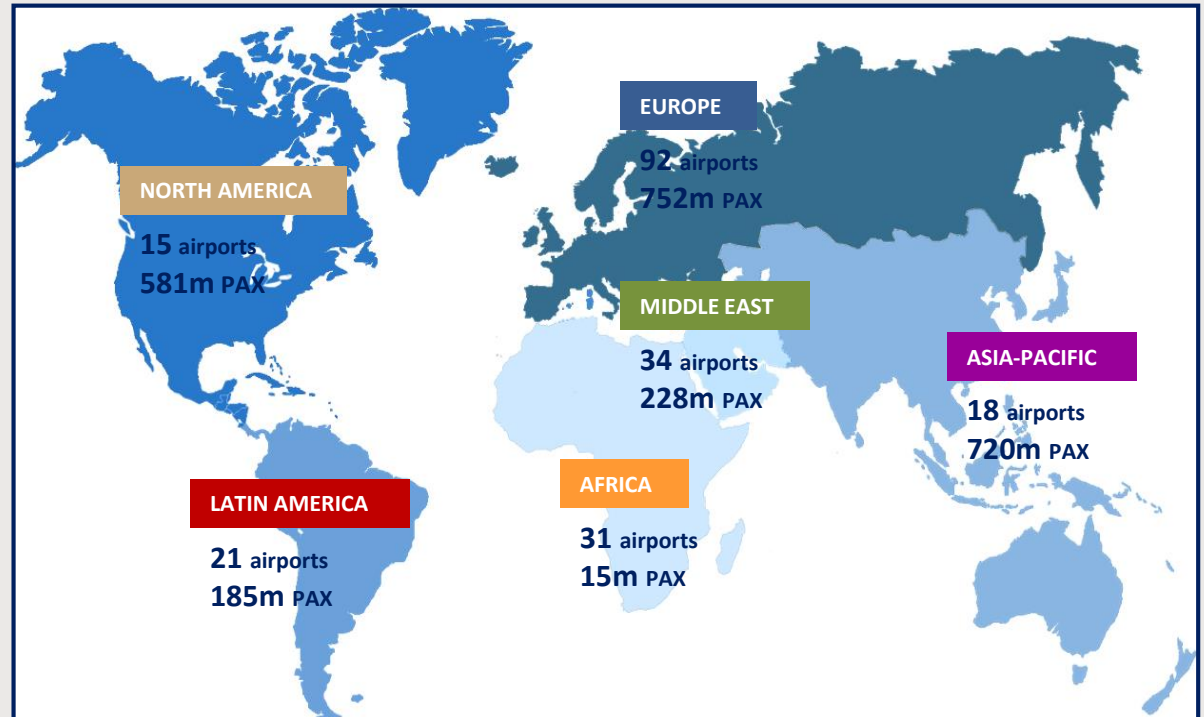 EUROPE
92 airports
752m PAX
NORTH AMERICA
15 airports
581m PAX
MIDDLE EAST
34 airports
228m PAX
ASIA-PACIFIC
18 airports
720m PAX
AFRICA
31 airports
15m PAX
LATIN AMERICA
21 airports
185m PAX